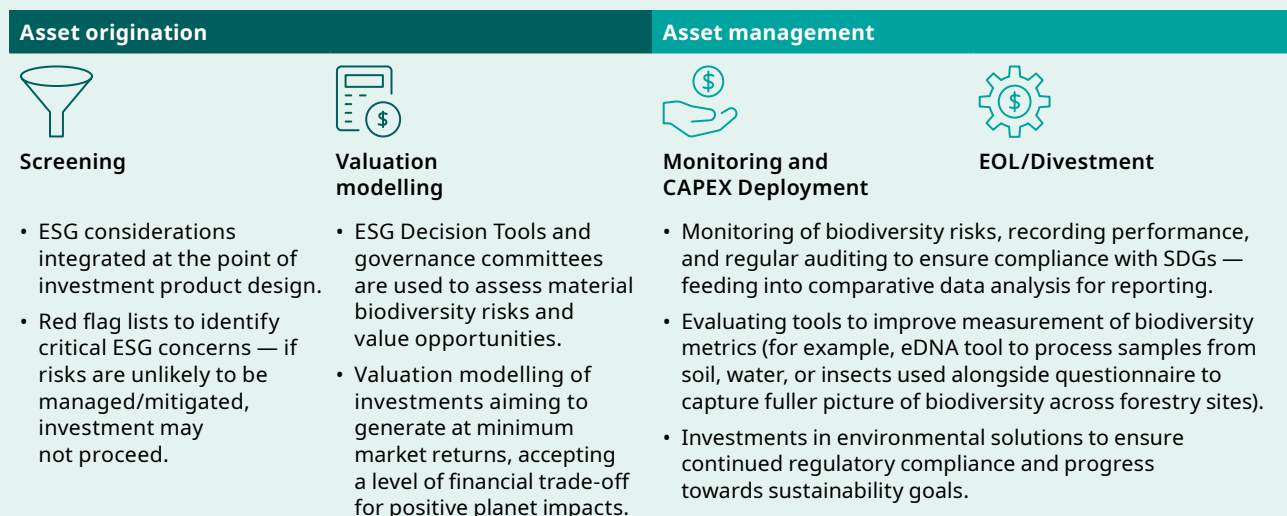 Asset origination
Asset management
Screening
Valuation
modelling
Monitoring and
CAPEX Deployment
EOL/Divestment
• ESG considerations
integrated at the point of
investment product design.
• Red flag lists to identify
critical ESG concerns — if
risks are unlikely to be
managed/mitigated,
investment may
not proceed.
• ESG Decision Tools and
governance committees
are used to assess material
biodiversity risks and
value opportunities.
• Valuation modelling of
investments aiming to
generate at minimum
market returns, accepting
a level of financial trade-off
for positive planet impacts.
• Monitoring of biodiversity risks, recording performance,
and regular auditing to ensure compliance with SDGs —
feeding into comparative data analysis for reporting.
• Evaluating tools to improve measurement of biodiversity
metrics (for example, eDNA tool to process samples from
soil, water, or insects used alongside questionnaire to
capture fuller picture of biodiversity across forestry sites).
• Investments in environmental solutions to ensure
continued regulatory compliance and progress
towards sustainability goals.